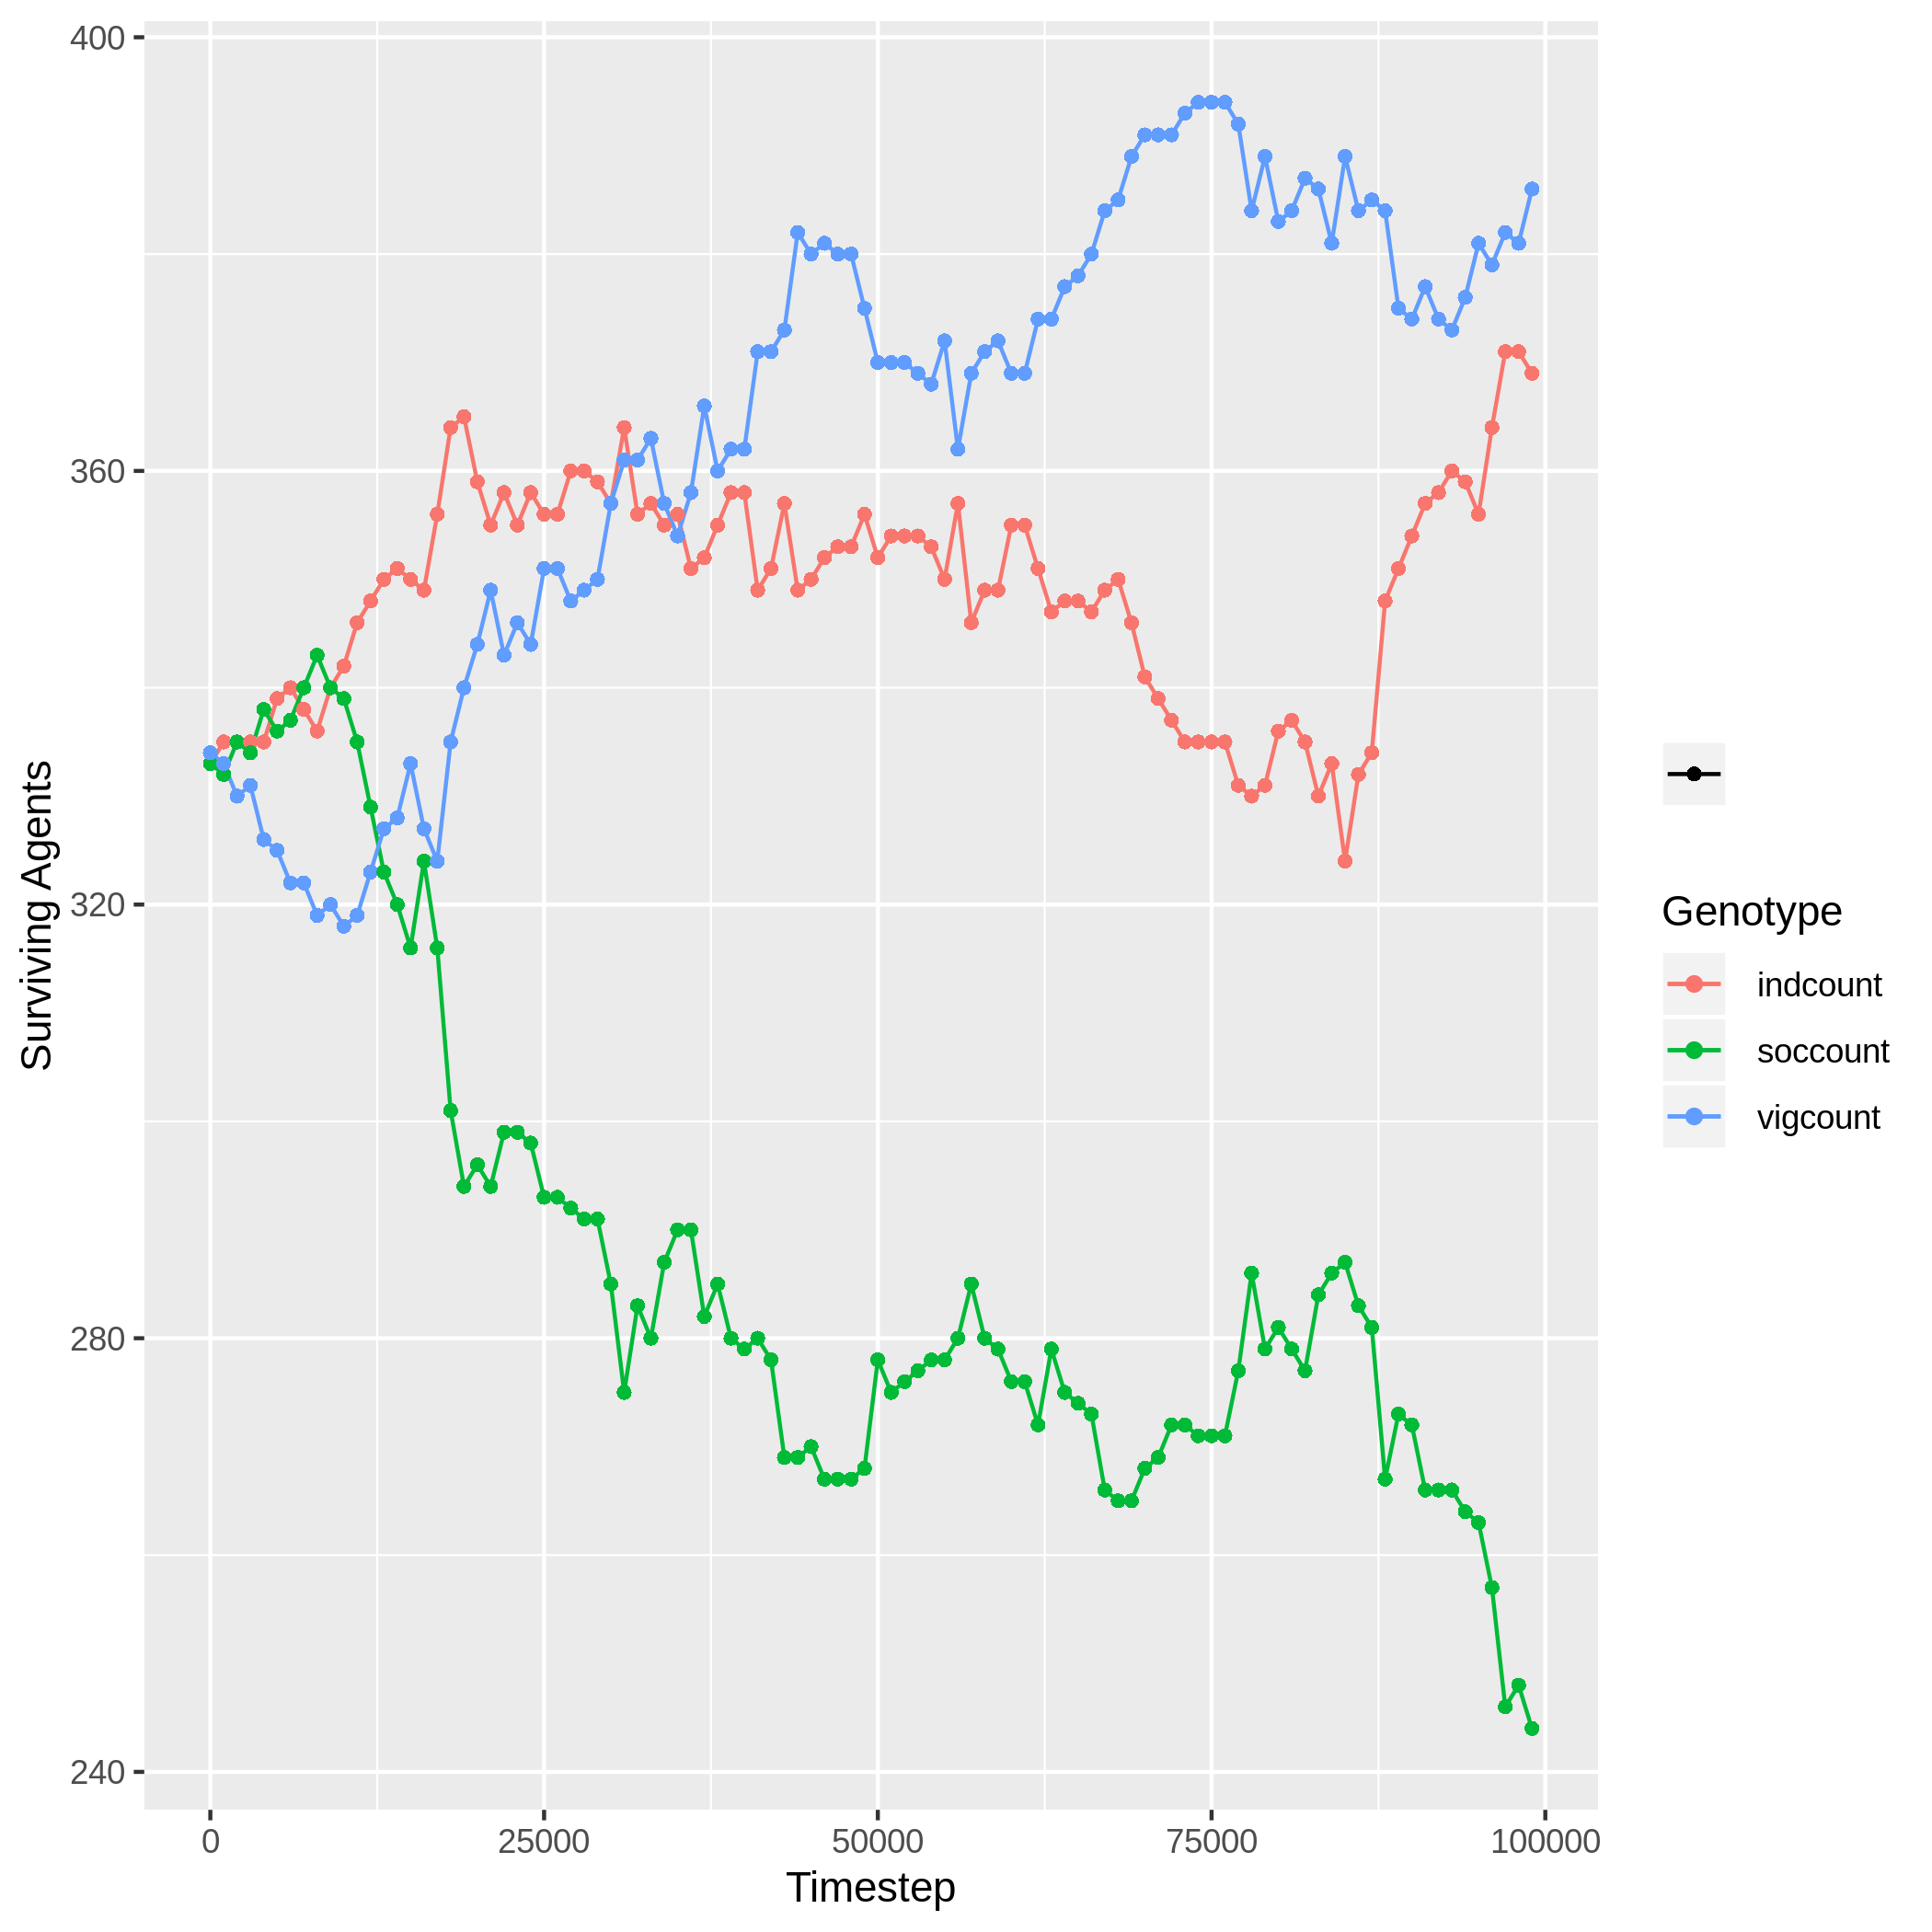 400
360
320
280
240
Surviving Agents
0 25000 50000 75000 100000
Timestep
Genotype
indcount
soccount
vigcount